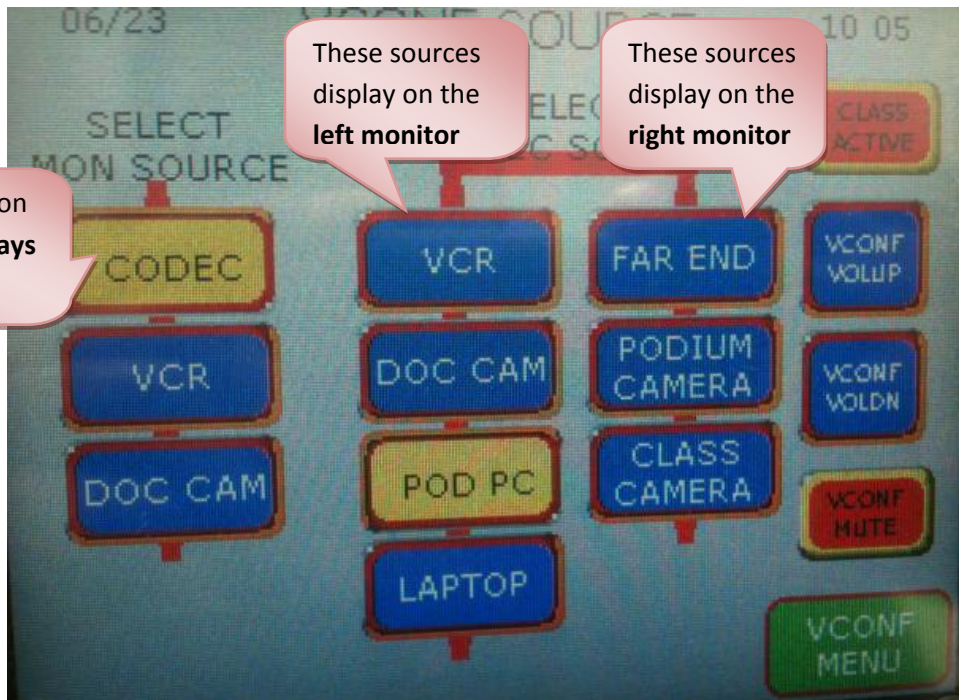 06/23
10 05
These sources
display on the
left monitor
These sources
display on the
right monitor
SELECT
MON SOURCE
CLASS
ACTIVE
on
CODEC
VCR
DOC CAM
VCR
DOC CAM
POD PC
LAPTOP
FAR END
PODIUM
CAMERA
CLASS
CAMERA
VCONF
VOLUP
VCONF
VOLDN
VCONF
MUTE
VCONF
MENU